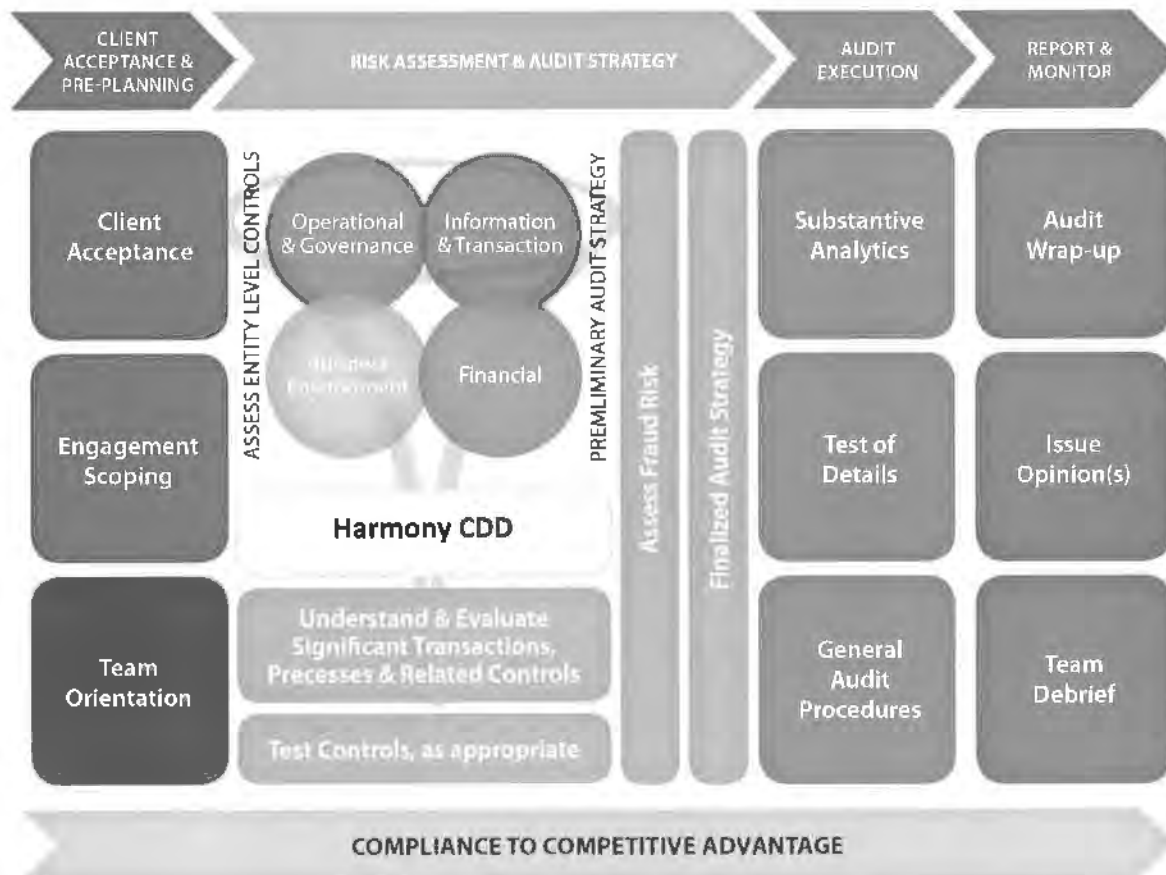 CLIENT
ACCEPTANCE &
PRE-PLANNING
RISK ASSESSMENT & AUDIT STRATEGY
AUDIT
EXECUTION
REPORT &
MONITOR
Client
Acceptance
Engagement
Scoping
Team
Orientation
ASSESS ENTITY LEVEL CONTROLS
Operational
& Governance
Information
& Transaction
Business
Environment
Financial
PREMLIMINARY AUDIT STRATEGY
Harmony CDD
Understand & Evaluate
Significant Transactions,
Precesses & Related Controls
Test Controls, as appropriate
Assess Fraud Risk
Finalized Audit Strategy
Substantive
Analytics
Test of
Details
General
Audit
Procedures
Audit
Wrap-up
Issue
Opinion(s)
Team
Debrief
COMPLIANCE TO COMPETITIVE ADVANTAGE